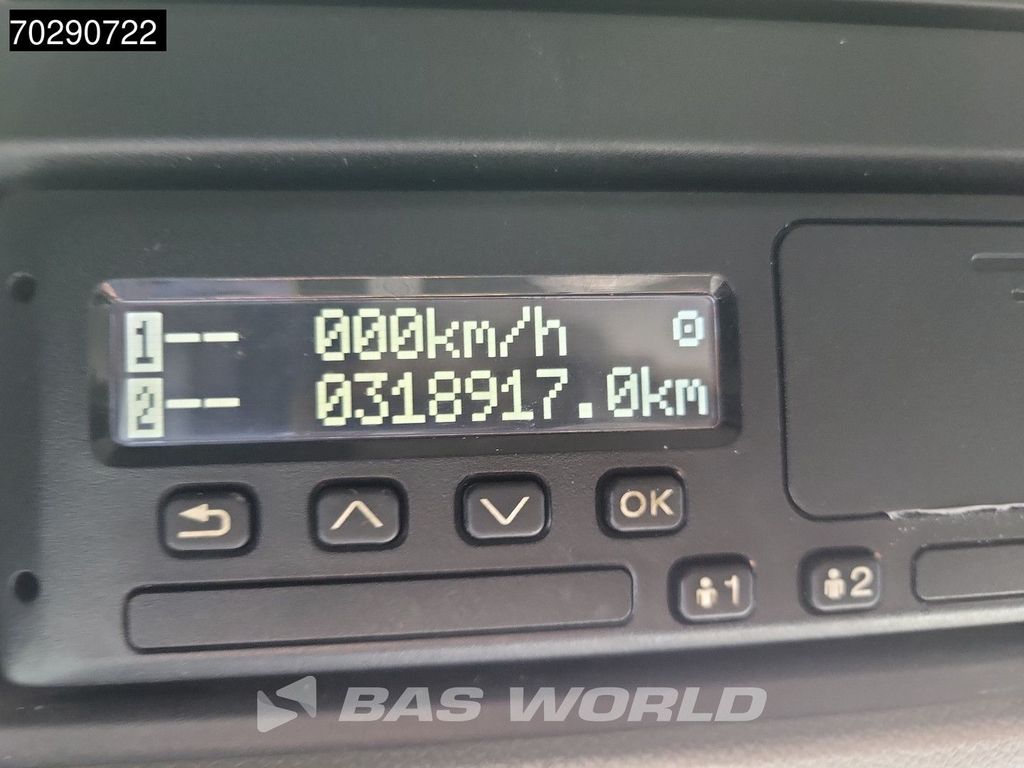 70290722
1-- 000km/h
2-- 0318917.0km
OK
1 2
BAS WORLD